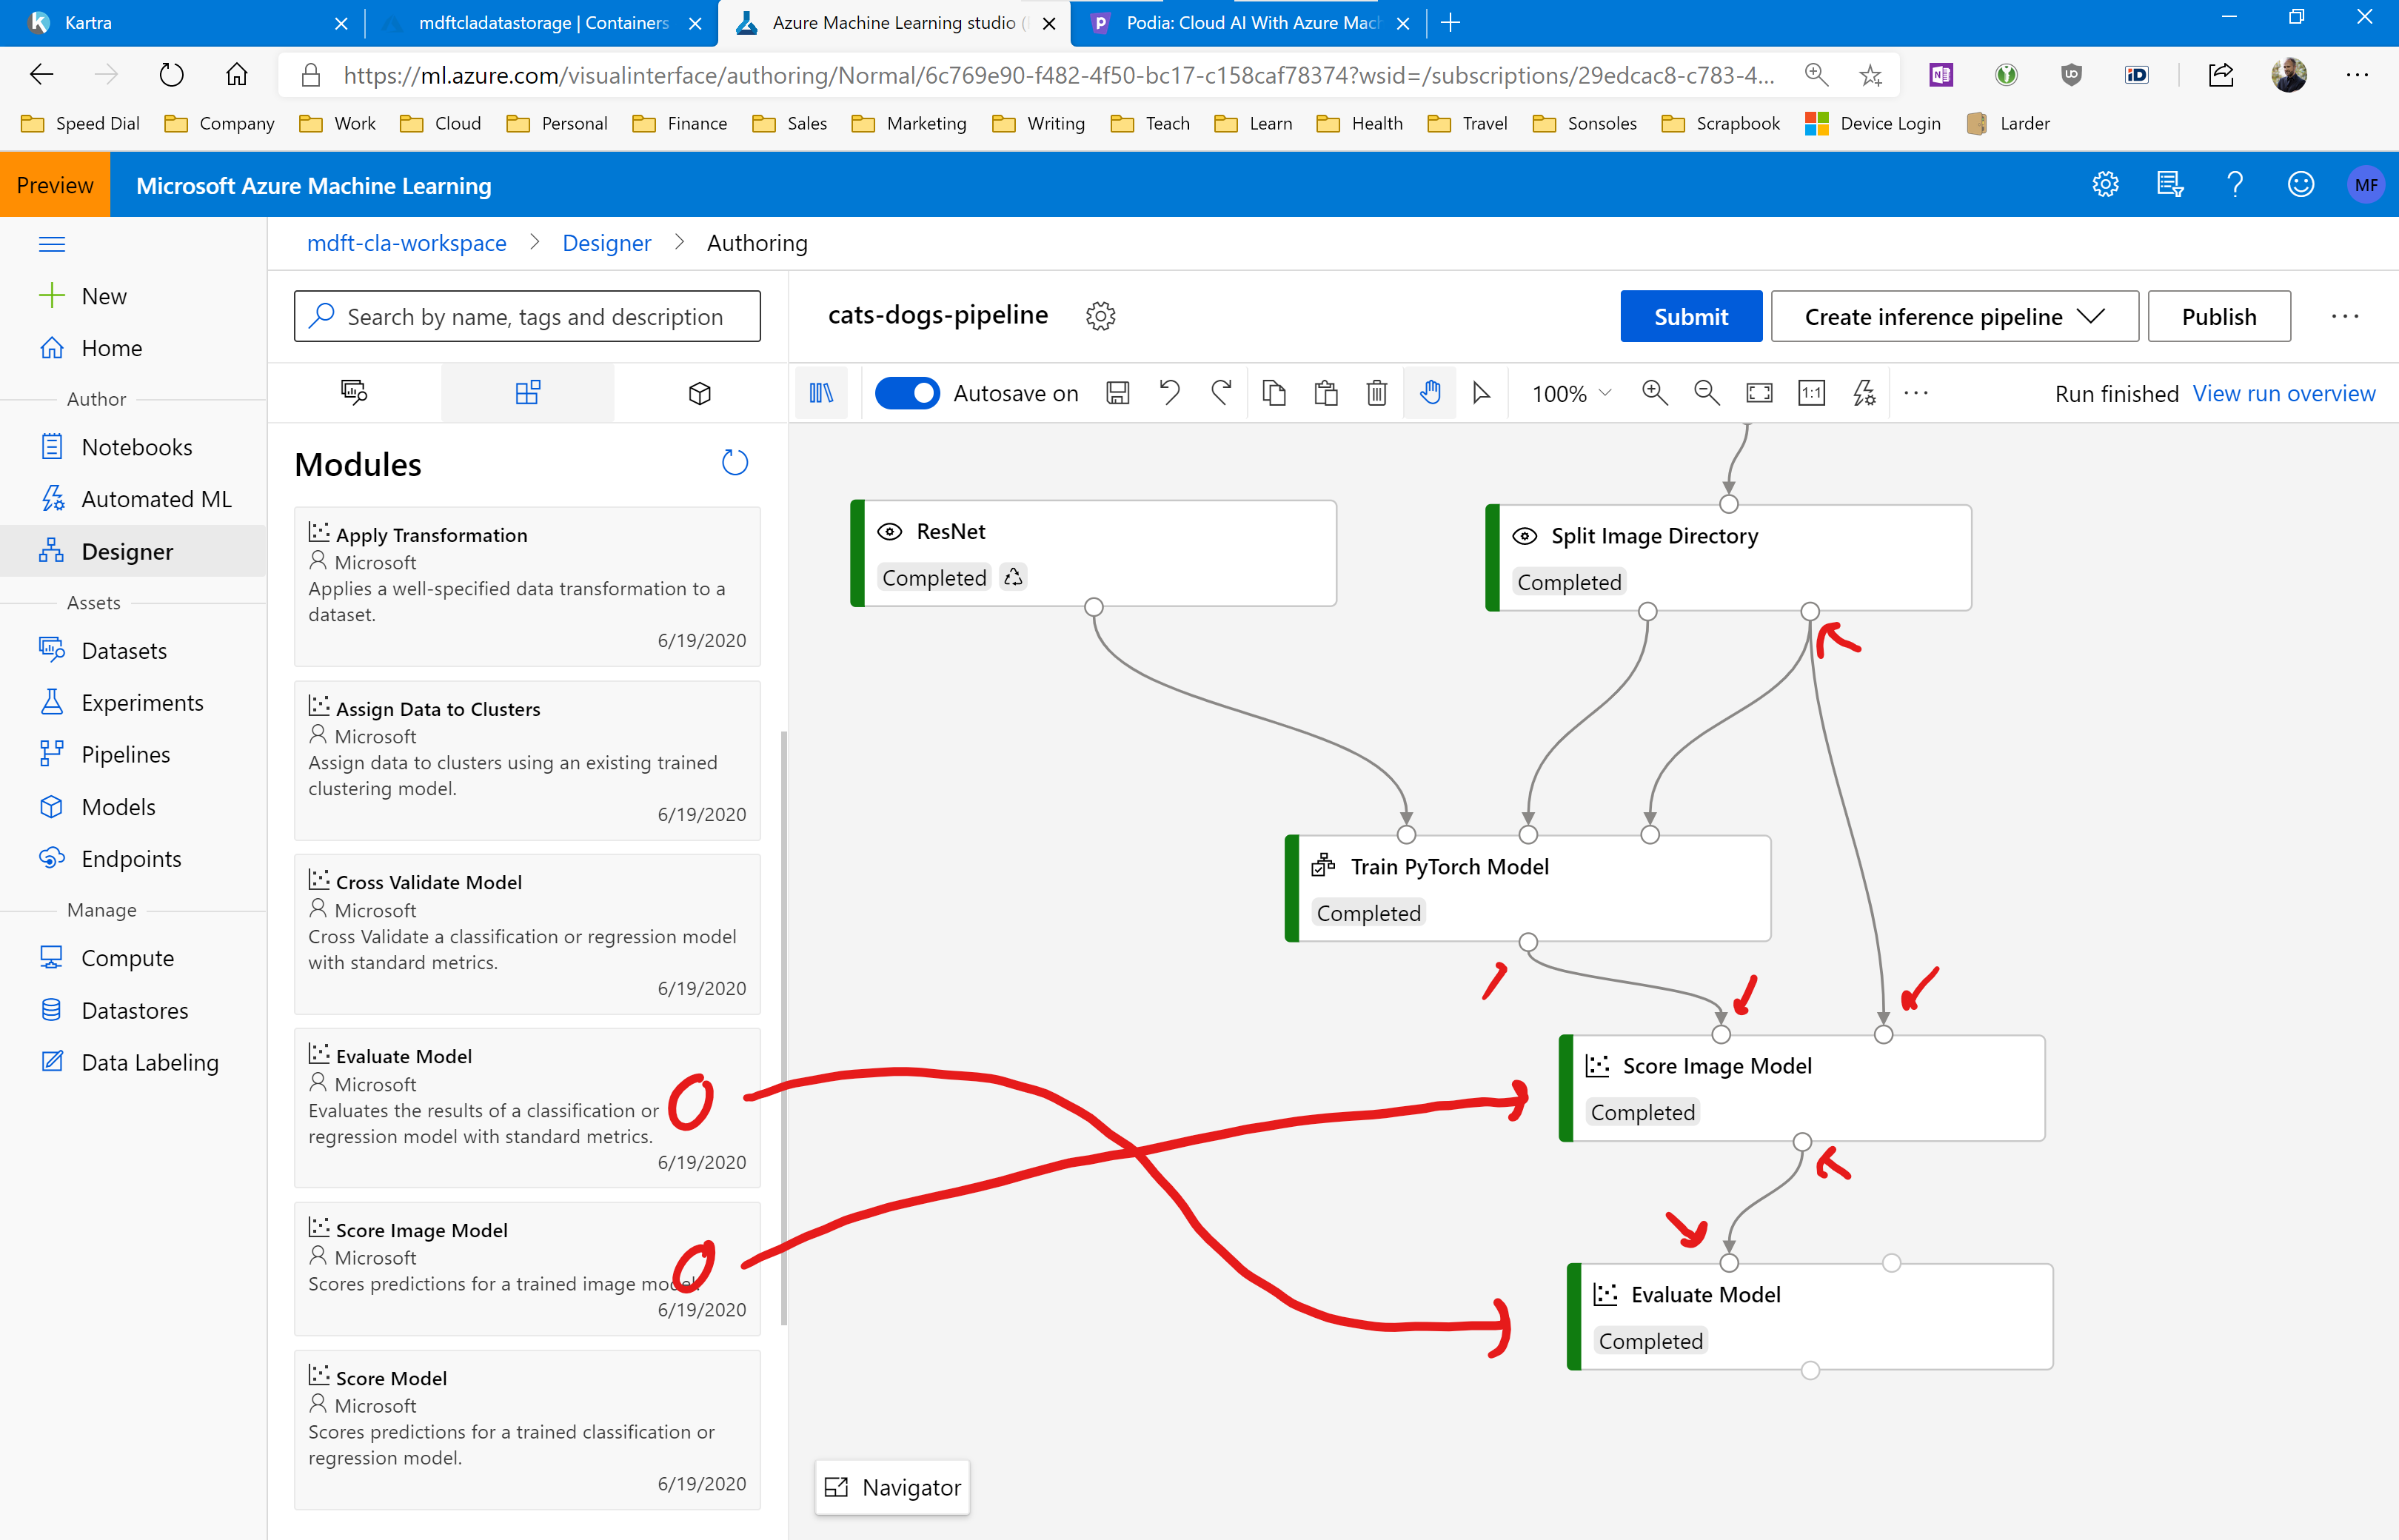 Kartra
mdftcladatastorage | Containers
Azure Machine Learning studio (
Podia: Cloud AI With Azure Mach
https://ml.azure.com/visualinterface/authoring/Normal/6c769e90-f482-4f50-bc17-c158caf78374?wsid=/subscriptions/29edcac8-c783-4...
Speed Dial Company Work Cloud Personal Finance Sales Marketing Writing Teach Learn Health Travel Sonsoles Scrapbook Device Login Larder
Preview Microsoft Azure Machine Learning MF
mdft-cla-workspace > Designer > Authoring
New
Home
Author
Notebooks
Automated ML
Designer
Assets
Datasets
Experiments
Pipelines
Models
Endpoints
Manage
Compute
Datastores
Data Labeling
Search by name, tags and description
Modules
Apply Transformation
Microsoft
Applies a well-specified data transformation to a
dataset.
6/19/2020
Assign Data to Clusters
Microsoft
Assign data to clusters using an existing trained
clustering model.
6/19/2020
Cross Validate Model
Microsoft
Cross Validate a classification or regression model
with standard metrics.
6/19/2020
Evaluate Model
Microsoft
Evaluates the results of a classification or
regression model with standard metrics.
6/19/2020
Score Image Model
Microsoft
Scores predictions for a trained image model.
6/19/2020
Score Model
Microsoft
Scores predictions for a trained classification or
regression model.
6/19/2020
cats-dogs-pipeline
Submit
Create inference pipeline
Publish
Autosave on
100%
1:1
Run finished View run overview
ResNet
Completed
Split Image Directory
Completed
Train PyTorch Model
Completed
Score Image Model
Completed
Evaluate Model
Completed
Navigator